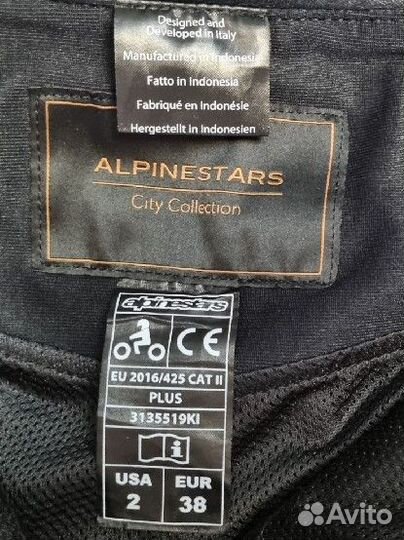 Designed and
Developed in Italy
Manufactured in Indonesia
Fatto in Indonesia
Fabriqué en Indonésie
Hergestellt in Indonesien
ALPINESTARS
City Collection
alpinestars
CE
EU 2016/425 CAT II
PLUS
3135519KI
i
USA EUR
2 38
Avito